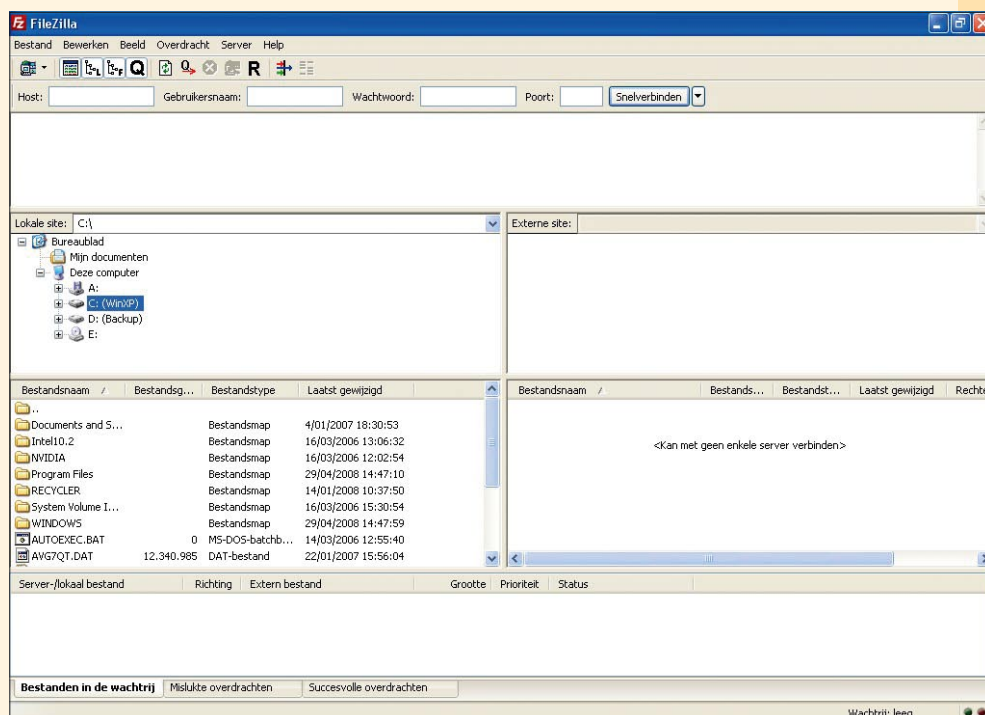 FileZilla
Bestand Bewerken Beeld Overdracht Server Help
Host: Gebruikersnaam: Wachtwoord: Poort: Snelverbinden
Lokale site: C:\
Externe site:
Bureaublad
Mijn documenten
Deze computer
A:
C: (WinXP)
D: (Backup)
E:
Bestandsnaam Bestandsg... Bestandstype Laatst gewijzigd
..
Documents and S... Bestandsmap 4/01/2007 18:30:53
Intel10.2 Bestandsmap 16/03/2006 13:06:32
NVIDIA Bestandsmap 16/03/2006 12:02:54
Program Files Bestandsmap 29/04/2008 14:47:10
RECYCLER Bestandsmap 14/01/2008 10:37:50
System Volume I... Bestandsmap 16/03/2006 15:30:54
WINDOWS Bestandsmap 29/04/2008 14:47:59
AUTOEXEC.BAT 0 MS-DOS-batchb... 14/03/2006 12:55:40
AVG7QT.DAT 12.340.985 DAT-bestand 22/01/2007 15:56:04
Bestandsnaam Bestands... Bestandst... Laatst gewijzigd Rechte
<Kan met geen enkele server verbinden>
Server-/lokaal bestand Richting Extern bestand Grootte Prioriteit Status
Bestanden in de wachtrij Mislukte overdrachten Succesvolle overdrachten
Wachtrij: leeg